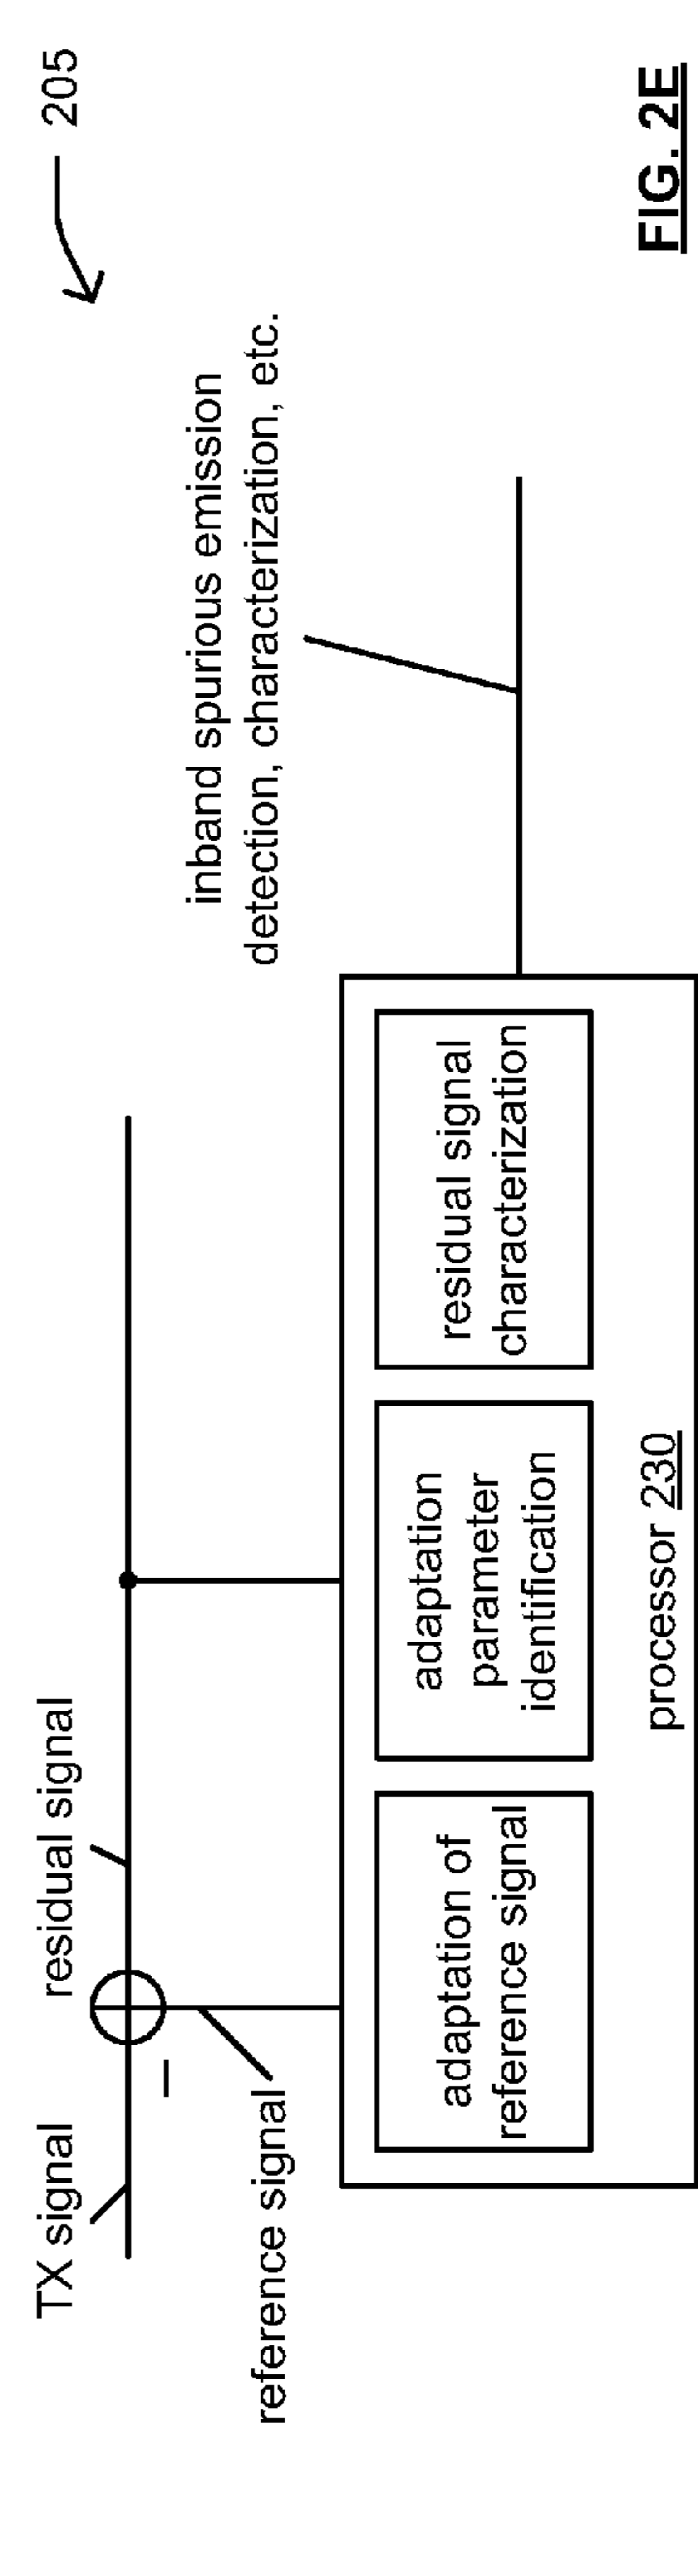 205
TX signal
residual signal
inband spurious emission
detection, characterization, etc.
reference signal
–
adaptation of
reference signal
adaptation
parameter
identification
residual signal
characterization
processor 230
FIG. 2E